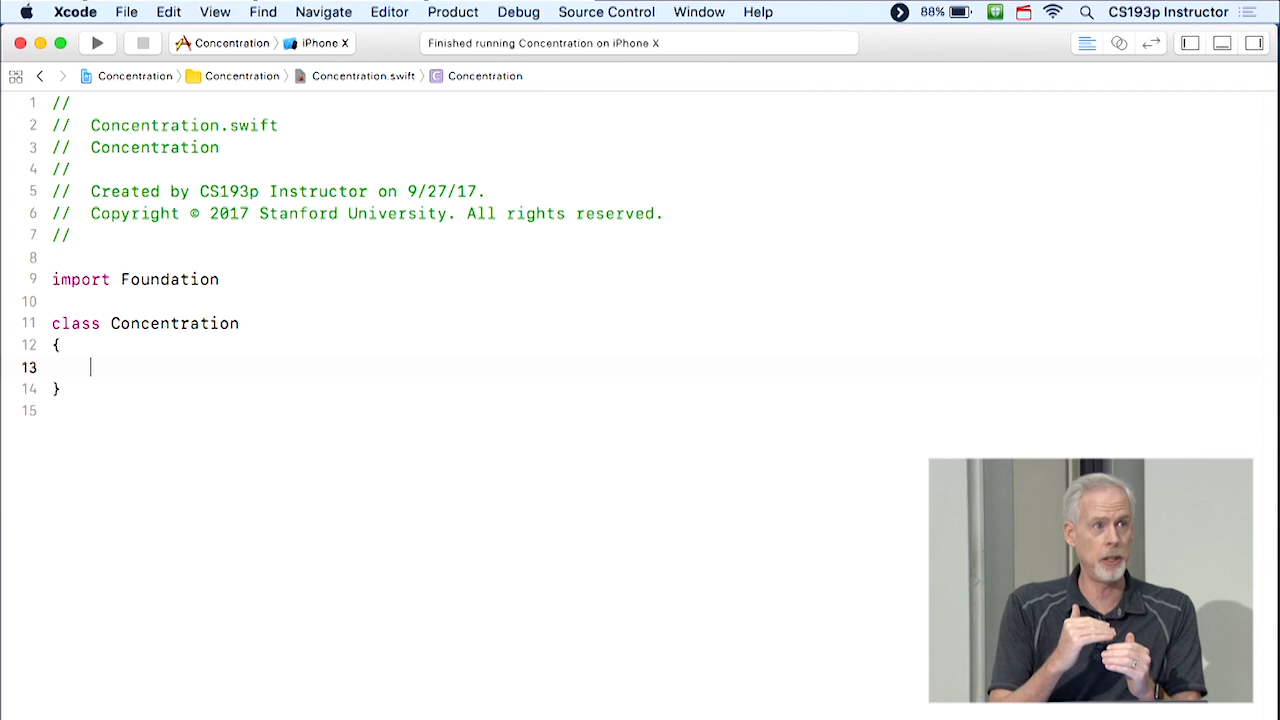 Xcode File Edit View Find Navigate Editor Product Debug Source Control Window Help 88% CS193p Instructor
Concentration iPhone X Finished running Concentration on iPhone X
Concentration Concentration Concentration.swift C Concentration
1 //
2 // Concentration.swift
3 // Concentration
4 //
5 // Created by CS193p Instructor on 9/27/17.
6 // Copyright © 2017 Stanford University. All rights reserved.
7 //
8
9 import Foundation
10
11 class Concentration
12 {
13
14 }
15